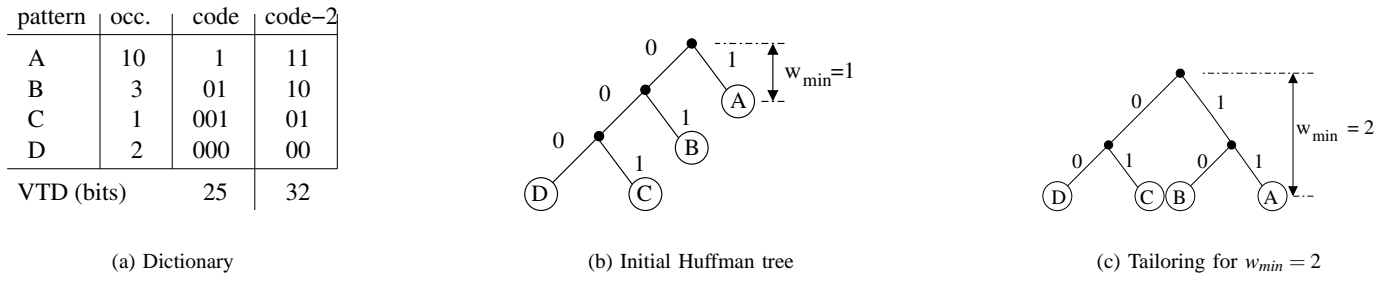 pattern occ. code code-2
A 10 1 11
B 3 01 10
C 1 001 01
D 2 000 00
VTD (bits) 25 32
(a) Dictionary
0 1
w_min=1
0 A
0 1
B
1
D C
(b) Initial Huffman tree
0 1
w_min = 2
0 1 0 1
D C B A
(c) Tailoring for w_min = 2